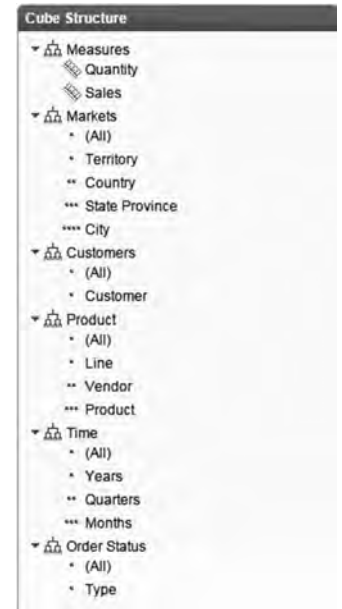 Cube Structure
Measures
Quantity
Sales
Markets
(All)
Territory
Country
State Province
City
Customers
(All)
Customer
Product
(All)
Line
Vendor
Product
Time
(All)
Years
Quarters
Months
Order Status
(All)
Type